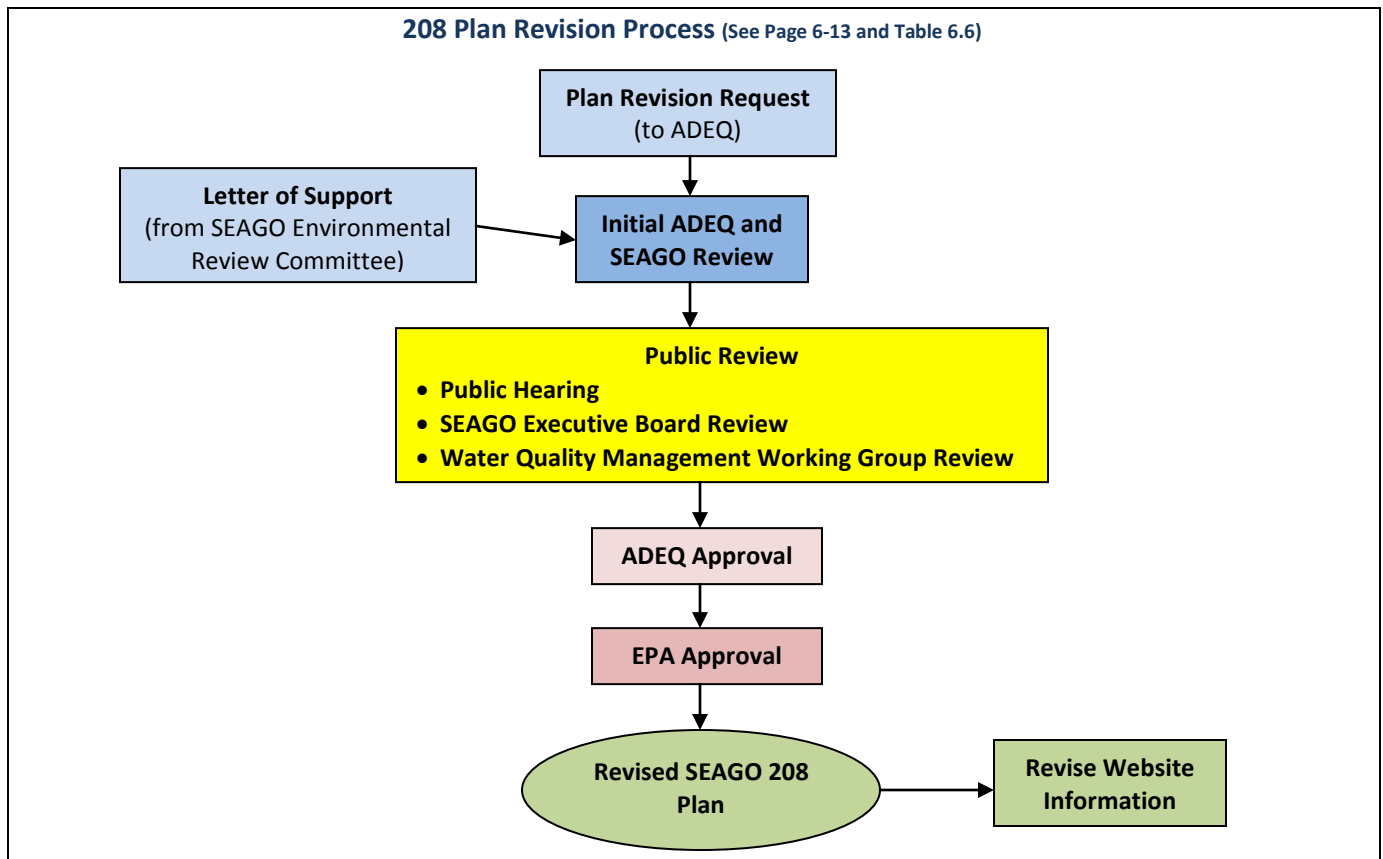 208 Plan Revision Process (See Page 6-13 and Table 6.6)
Plan Revision Request
(to ADEQ)
Letter of Support
(from SEAGO Environmental
Review Committee)
Initial ADEQ and
SEAGO Review
Public Review
• Public Hearing
• SEAGO Executive Board Review
• Water Quality Management Working Group Review
ADEQ Approval
EPA Approval
Revised SEAGO 208
Plan
Revise Website
Information